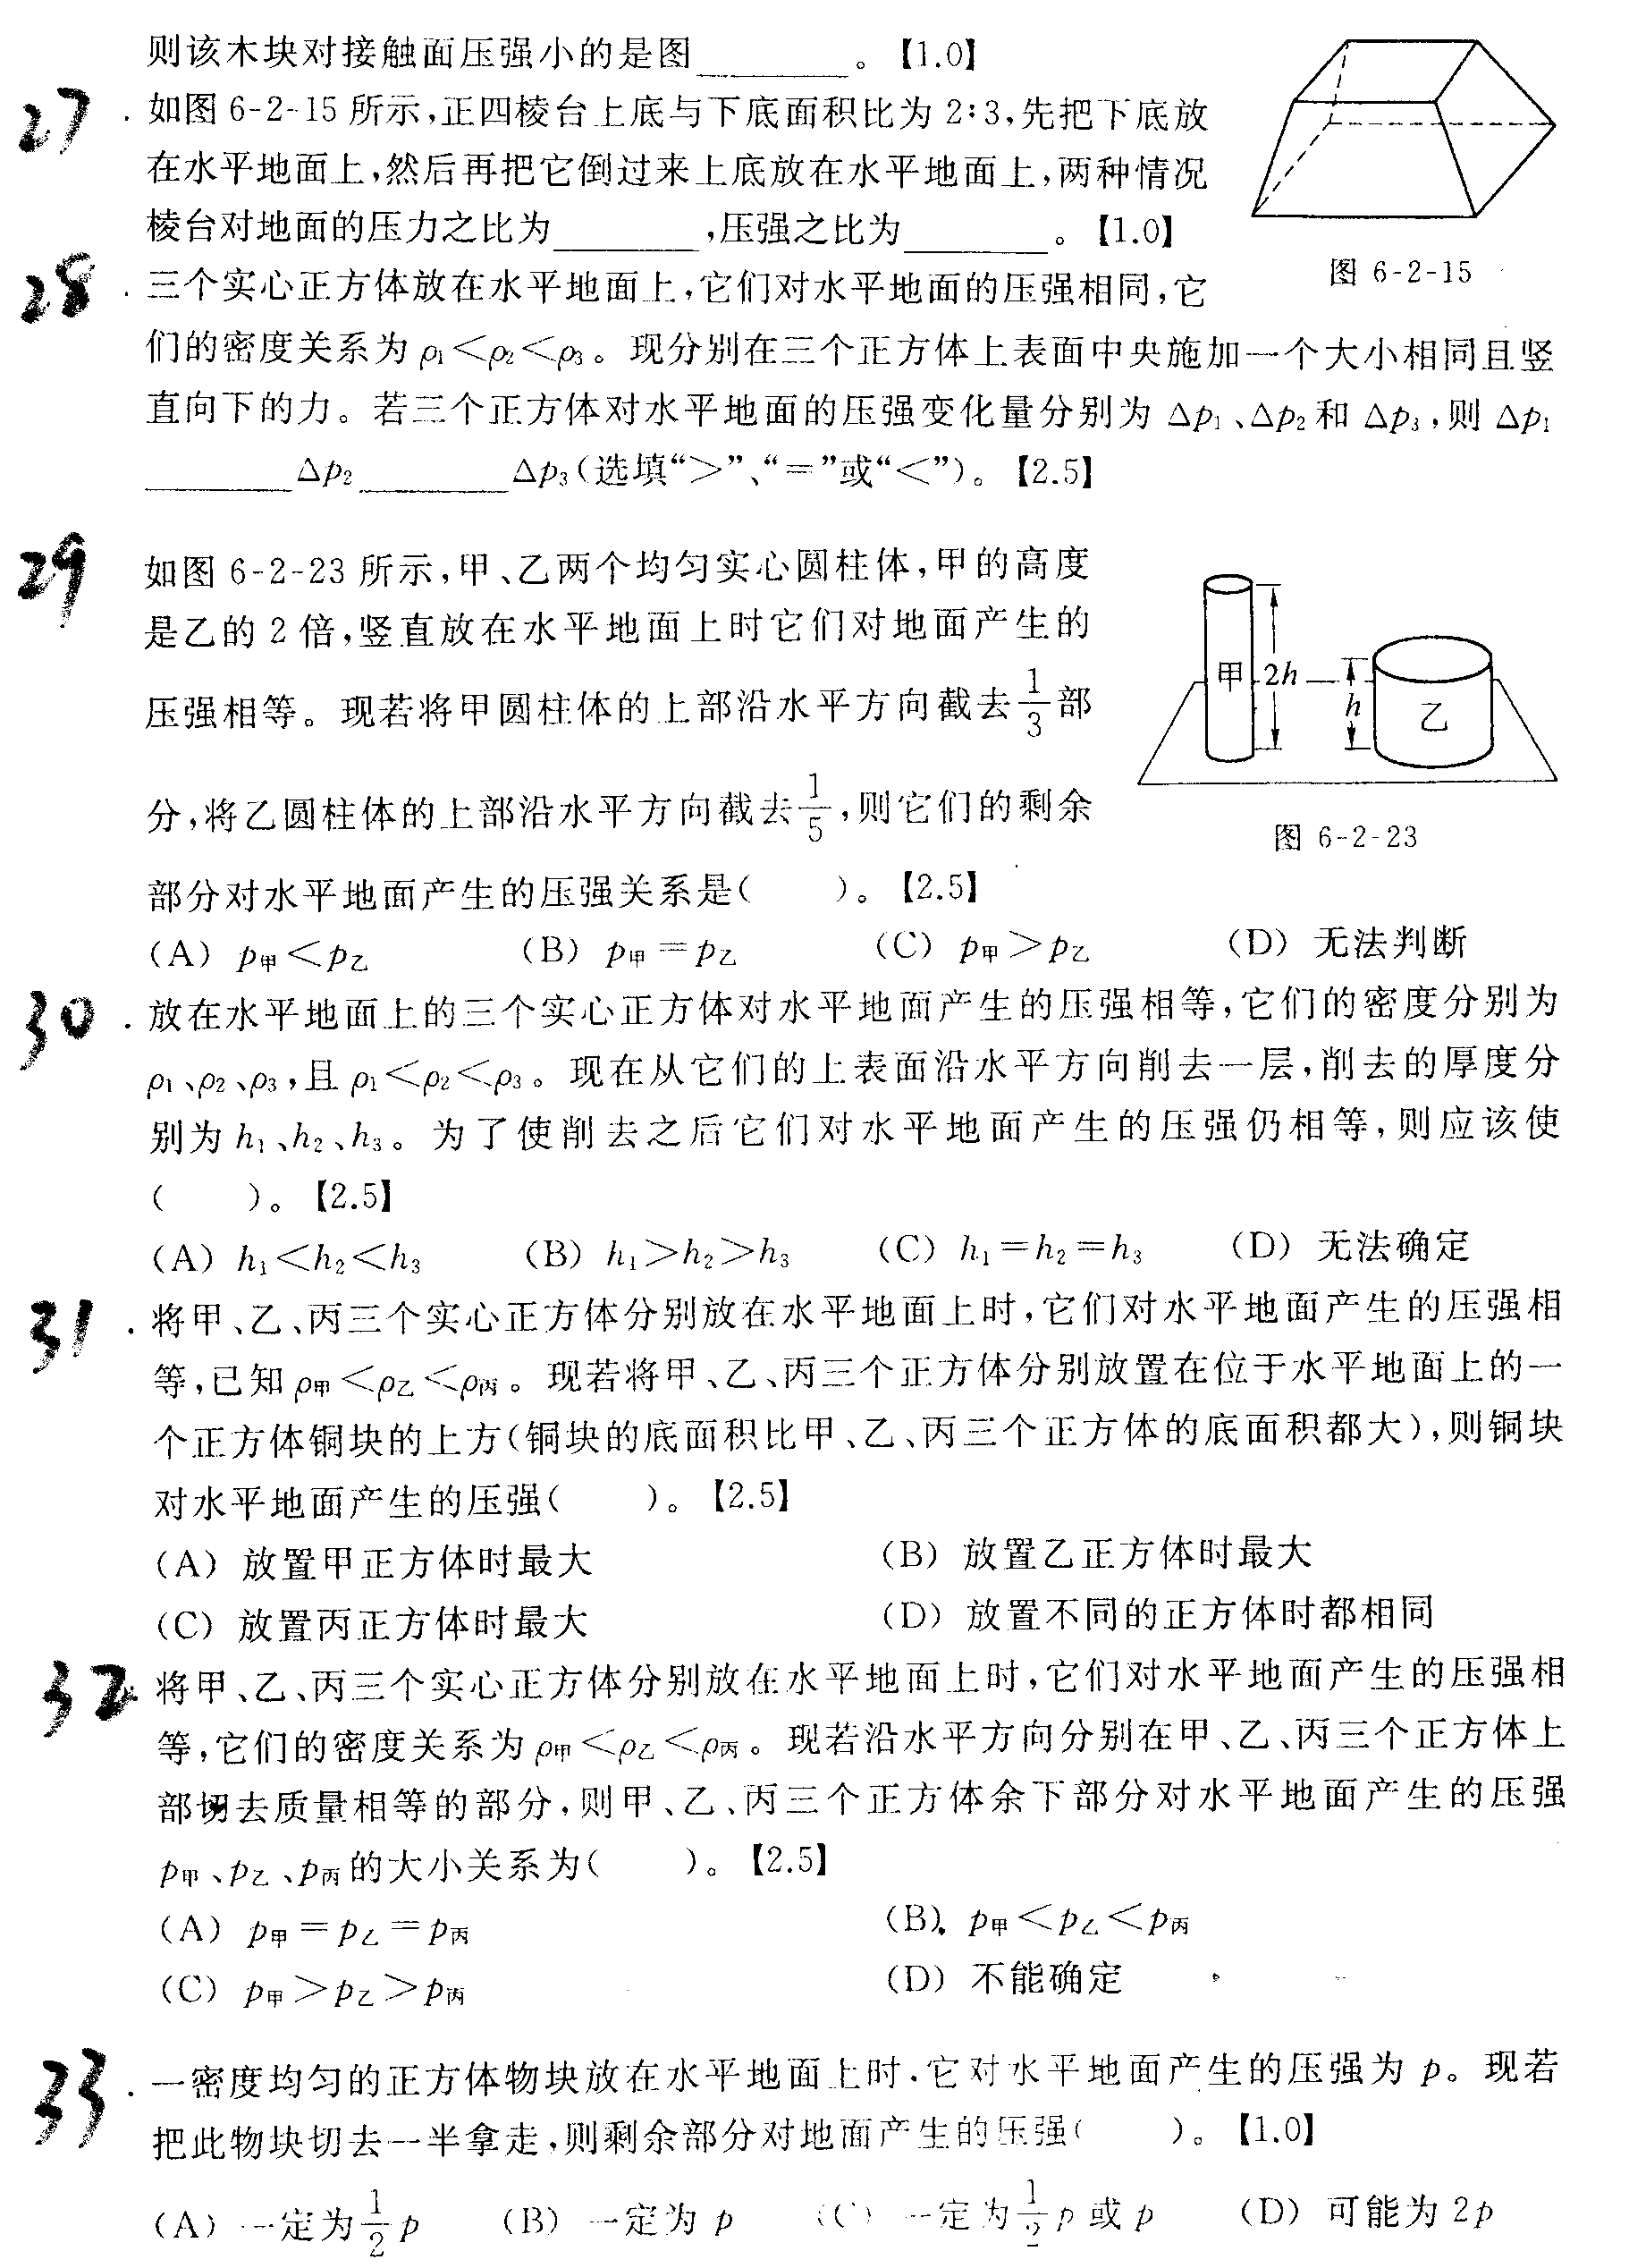 则该木块对接触面压强小的是图________。【1.0】
27.如图 6-2-15 所示,正四棱台上底与下底面积比为 2∶3,先把下底放
在水平地面上,然后再把它倒过来上底放在水平地面上,两种情况
棱台对地面的压力之比为________,压强之比为________。【1.0】
图 6-2-15
28.三个实心正方体放在水平地面上,它们对水平地面的压强相同,它
们的密度关系为 ρ₁<ρ₂<ρ₃。现分别在三个正方体上表面中央施加一个大小相同且竖
直向下的力。若三个正方体对水平地面的压强变化量分别为 Δp₁、Δp₂和 Δp₃,则 Δp₁
________Δp₂________Δp₃(选填“>”、“=”或“<”)。【2.5】
29 如图 6-2-23 所示,甲、乙两个均匀实心圆柱体,甲的高度
是乙的 2 倍,竖直放在水平地面上时它们对地面产生的
压强相等。现若将甲圆柱体的上部沿水平方向截去1/3部
分,将乙圆柱体的上部沿水平方向截去1/5,则它们的剩余
部分对水平地面产生的压强关系是(  )。【2.5】
甲 2h h 乙
图 6-2-23
(A) p甲<p乙 (B) p甲=p乙 (C) p甲>p乙 (D) 无法判断
30.放在水平地面上的三个实心正方体对水平地面产生的压强相等,它们的密度分别为
ρ₁、ρ₂、ρ₃,且 ρ₁<ρ₂<ρ₃。现在从它们的上表面沿水平方向削去一层,削去的厚度分
别为 h₁、h₂、h₃。为了使削去之后它们对水平地面产生的压强仍相等,则应该使
(  )。【2.5】
(A) h₁<h₂<h₃ (B) h₁>h₂>h₃ (C) h₁=h₂=h₃ (D) 无法确定
31.将甲、乙、丙三个实心正方体分别放在水平地面上时,它们对水平地面产生的压强相
等,已知 ρ甲<ρ乙<ρ丙。现若将甲、乙、丙三个正方体分别放置在位于水平地面上的一
个正方体铜块的上方(铜块的底面积比甲、乙、丙三个正方体的底面积都大),则铜块
对水平地面产生的压强(  )。【2.5】
(A) 放置甲正方体时最大 (B) 放置乙正方体时最大
(C) 放置丙正方体时最大 (D) 放置不同的正方体时都相同
32 将甲、乙、丙三个实心正方体分别放在水平地面上时,它们对水平地面产生的压强相
等,它们的密度关系为 ρ甲<ρ乙<ρ丙。现若沿水平方向分别在甲、乙、丙三个正方体上
部切去质量相等的部分,则甲、乙、丙三个正方体余下部分对水平地面产生的压强
p甲、p乙、p丙的大小关系为(  )。【2.5】
(A) p甲=p乙=p丙 (B) p甲<p乙<p丙
(C) p甲>p乙>p丙 (D) 不能确定
33.一密度均匀的正方体物块放在水平地面上时,它对水平地面产生的压强为 p。现若
把此物块切去一半拿走,则剩余部分对地面产生的压强(  )。【1.0】
(A) 一定为1/2 p (B) 一定为 p (C) 一定为1/2 p 或 p (D) 可能为 2p